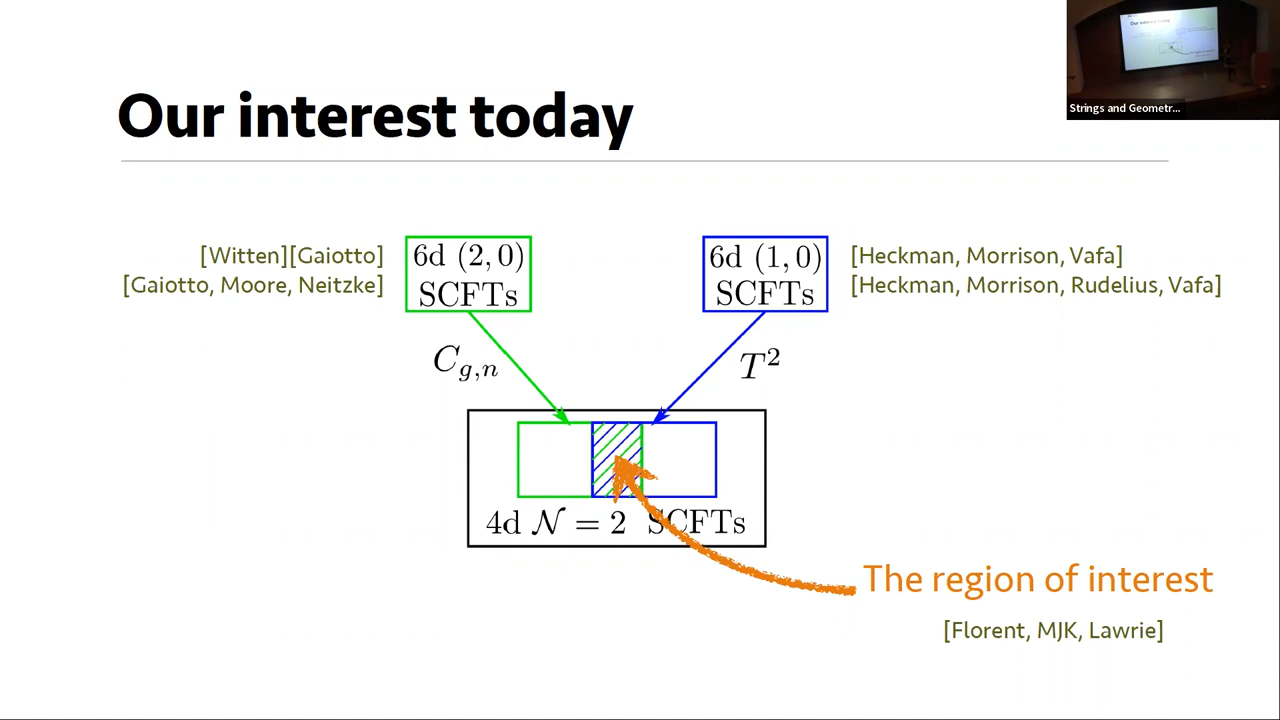 Our interest today
Strings and Geometr...
[Witten][Gaiotto]
[Gaiotto, Moore, Neitzke]
6d (2, 0)
SCFTs
6d (1, 0)
SCFTs
[Heckman, Morrison, Vafa]
[Heckman, Morrison, Rudelius, Vafa]
C_{g,n}
T^2
4d 𝒩 = 2 SCFTs
The region of interest
[Florent, MJK, Lawrie]